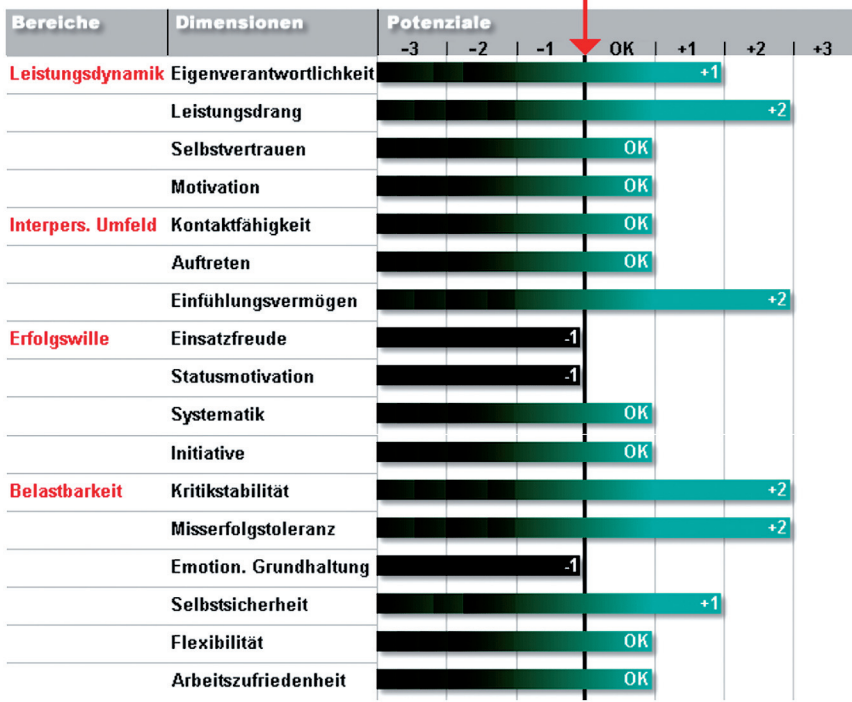 Bereiche Dimensionen Potenziale
-3 -2 -1 OK +1 +2 +3
Leistungsdynamik Eigenverantwortlichkeit +1
Leistungsdrang +2
Selbstvertrauen OK
Motivation OK
Interpers. Umfeld Kontaktfähigkeit OK
Auftreten OK
Einfühlungsvermögen +2
Erfolgswille Einsatzfreude -1
Statusmotivation -1
Systematik OK
Initiative OK
Belastbarkeit Kritikstabilität +2
Misserfolgstoleranz +2
Emotion. Grundhaltung -1
Selbstsicherheit +1
Flexibilität OK
Arbeitszufriedenheit OK